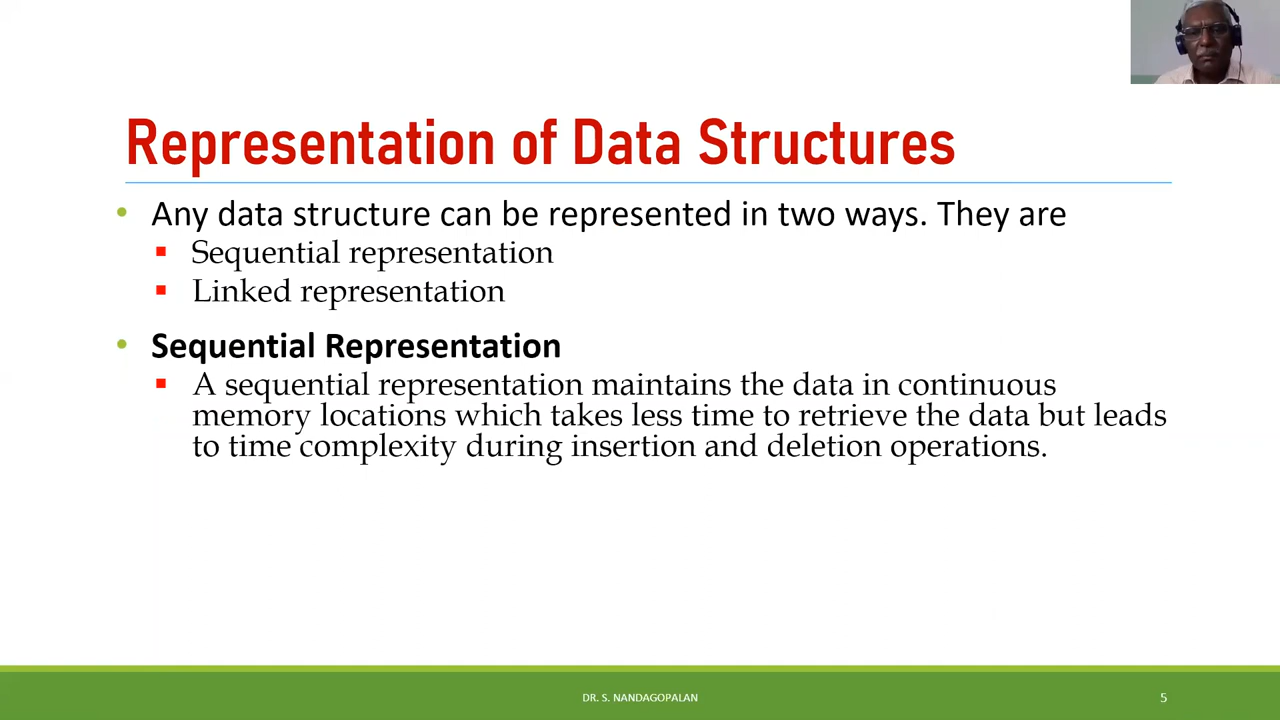 Representation of Data Structures
• Any data structure can be represented in two ways. They are
▪ Sequential representation
▪ Linked representation
• Sequential Representation
▪ A sequential representation maintains the data in continuous
memory locations which takes less time to retrieve the data but leads
to time complexity during insertion and deletion operations.
DR. S. NANDAGOPALAN
5